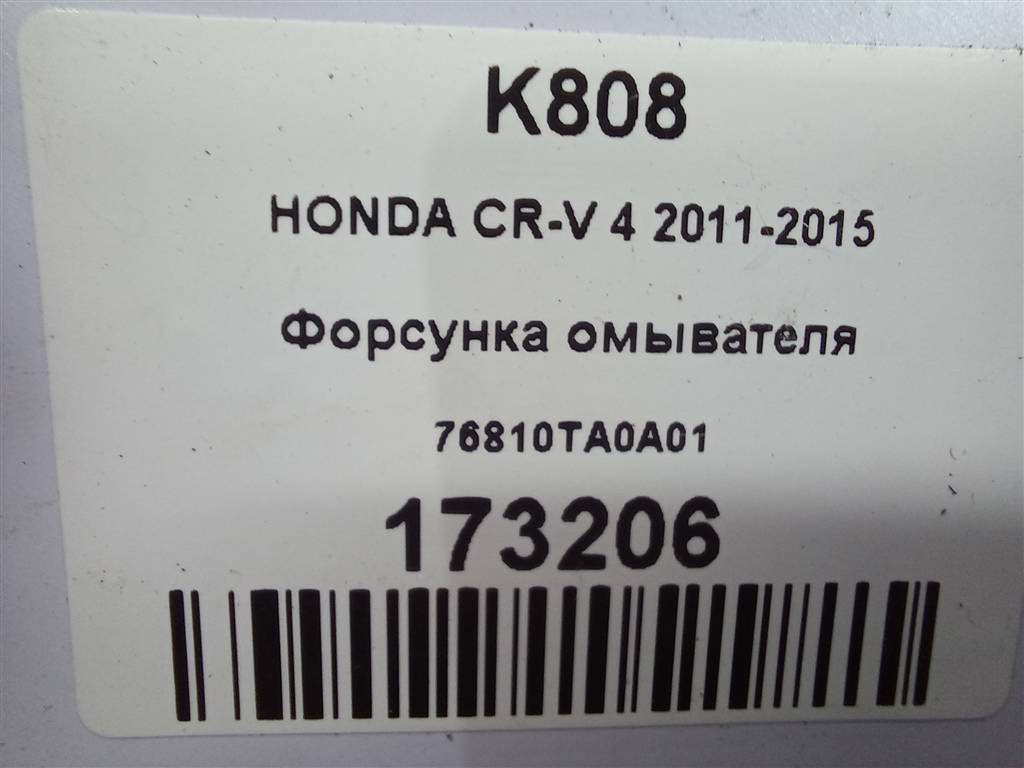 K808
HONDA CR-V 4 2011-2015
Форсунка омывателя
76810TA0A01
173206